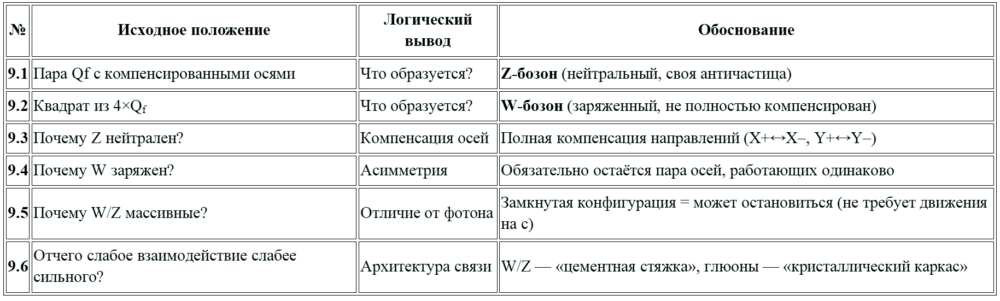 № Исходное положение Логический вывод Обоснование
9.1 Пара Qf с компенсированными осями Что образуется? Z-бозон (нейтральный, своя античастица)
9.2 Квадрат из 4×Qf Что образуется? W-бозон (заряженный, не полностью компенсирован)
9.3 Почему Z нейтрален? Компенсация осей Полная компенсация направлений (X+↔X–, Y+↔Y–)
9.4 Почему W заряжен? Асимметрия Обязательно остаётся пара осей, работающих одинаково
9.5 Почему W/Z массивные? Отличие от фотона Замкнутая конфигурация = может остановиться (не требует движения
на c)
9.6 Отчего слабое взаимодействие слабее
сильного? Архитектура связи W/Z — «цементная стяжка», глюоны — «кристаллический каркас»